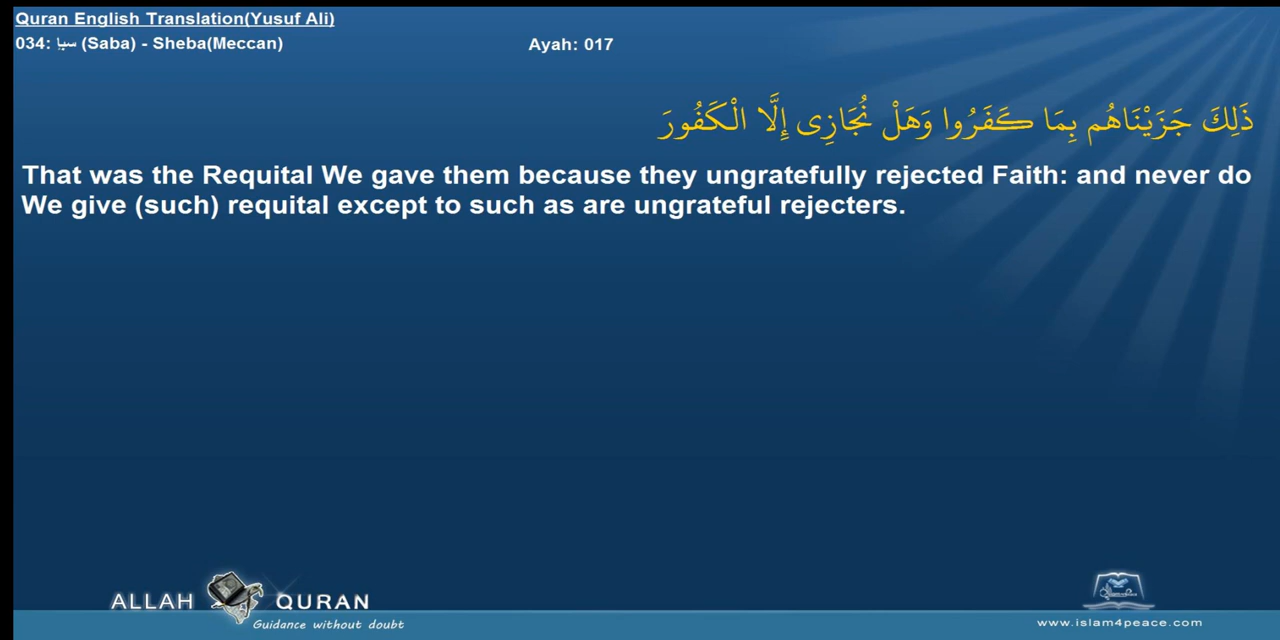 Quran English Translation(Yusuf Ali)
034: سبإ (Saba) - Sheba(Meccan)
Ayah: 017
ذَلِكَ جَزَيْنَاهُم بِمَا كَفَرُوا وَهَلْ نُجَازِي إِلَّا الْكَفُورَ
That was the Requital We gave them because they ungratefully rejected Faith: and never do
We give (such) requital except to such as are ungrateful rejecters.
ALLAH QURAN
Guidance without doubt
www.islam4peace.com